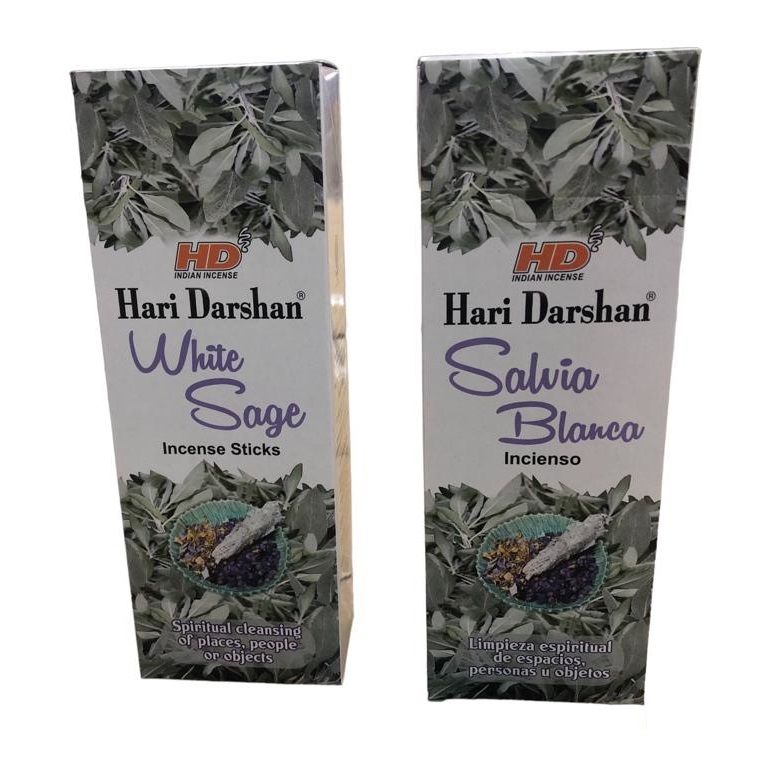 HD
INDIAN INCENSE
Hari Darshan®
White
Sage
Incense Sticks
Spiritual cleansing
of places, people
or objects
HD
INDIAN INCENSE
Hari Darshan®
Salvia
Blanca
Incienso
Limpieza espiritual
de espacios,
personas u objetos